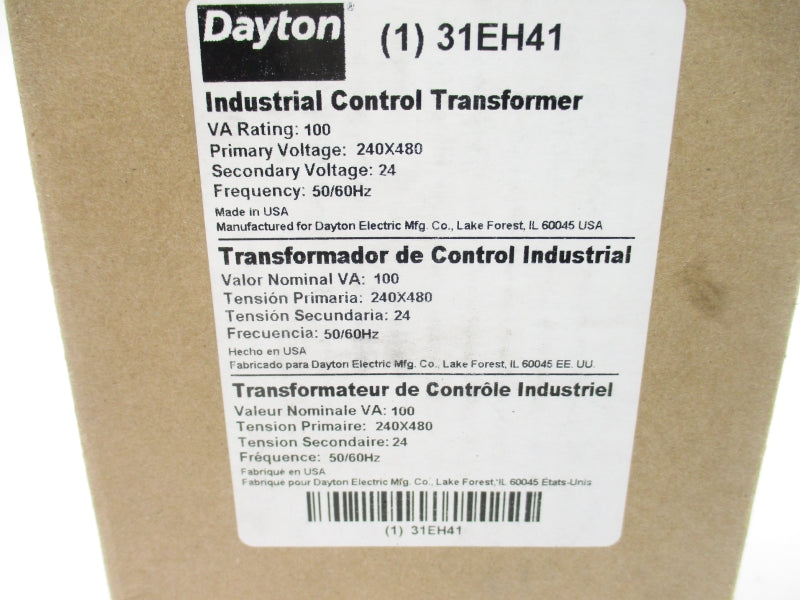 Dayton®
(1) 31EH41
Industrial Control Transformer
VA Rating: 100
Primary Voltage: 240X480
Secondary Voltage: 24
Frequency: 50/60Hz
Made in USA
Manufactured for Dayton Electric Mfg. Co., Lake Forest, IL 60045 USA
Transformador de Control Industrial
Valor Nominal VA: 100
Tensión Primaria: 240X480
Tensión Secundaria: 24
Frecuencia: 50/60Hz
Hecho en USA
Fabricado para Dayton Electric Mfg. Co., Lake Forest, IL 60045 EE. UU.
Transformateur de Contrôle Industriel
Valeur Nominale VA: 100
Tension Primaire: 240X480
Tension Secondaire: 24
Fréquence: 50/60Hz
Fabriqué en USA
Fabriqué pour Dayton Electric Mfg. Co., Lake Forest, IL 60045 États-Unis
(1) 31EH41